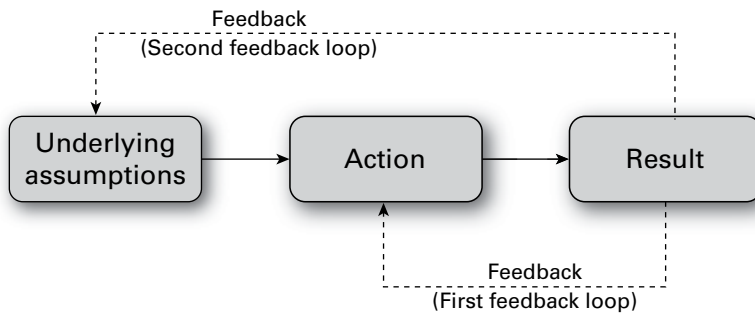 Feedback
(Second feedback loop)
Underlying
assumptions
Action
Result
Feedback
(First feedback loop)